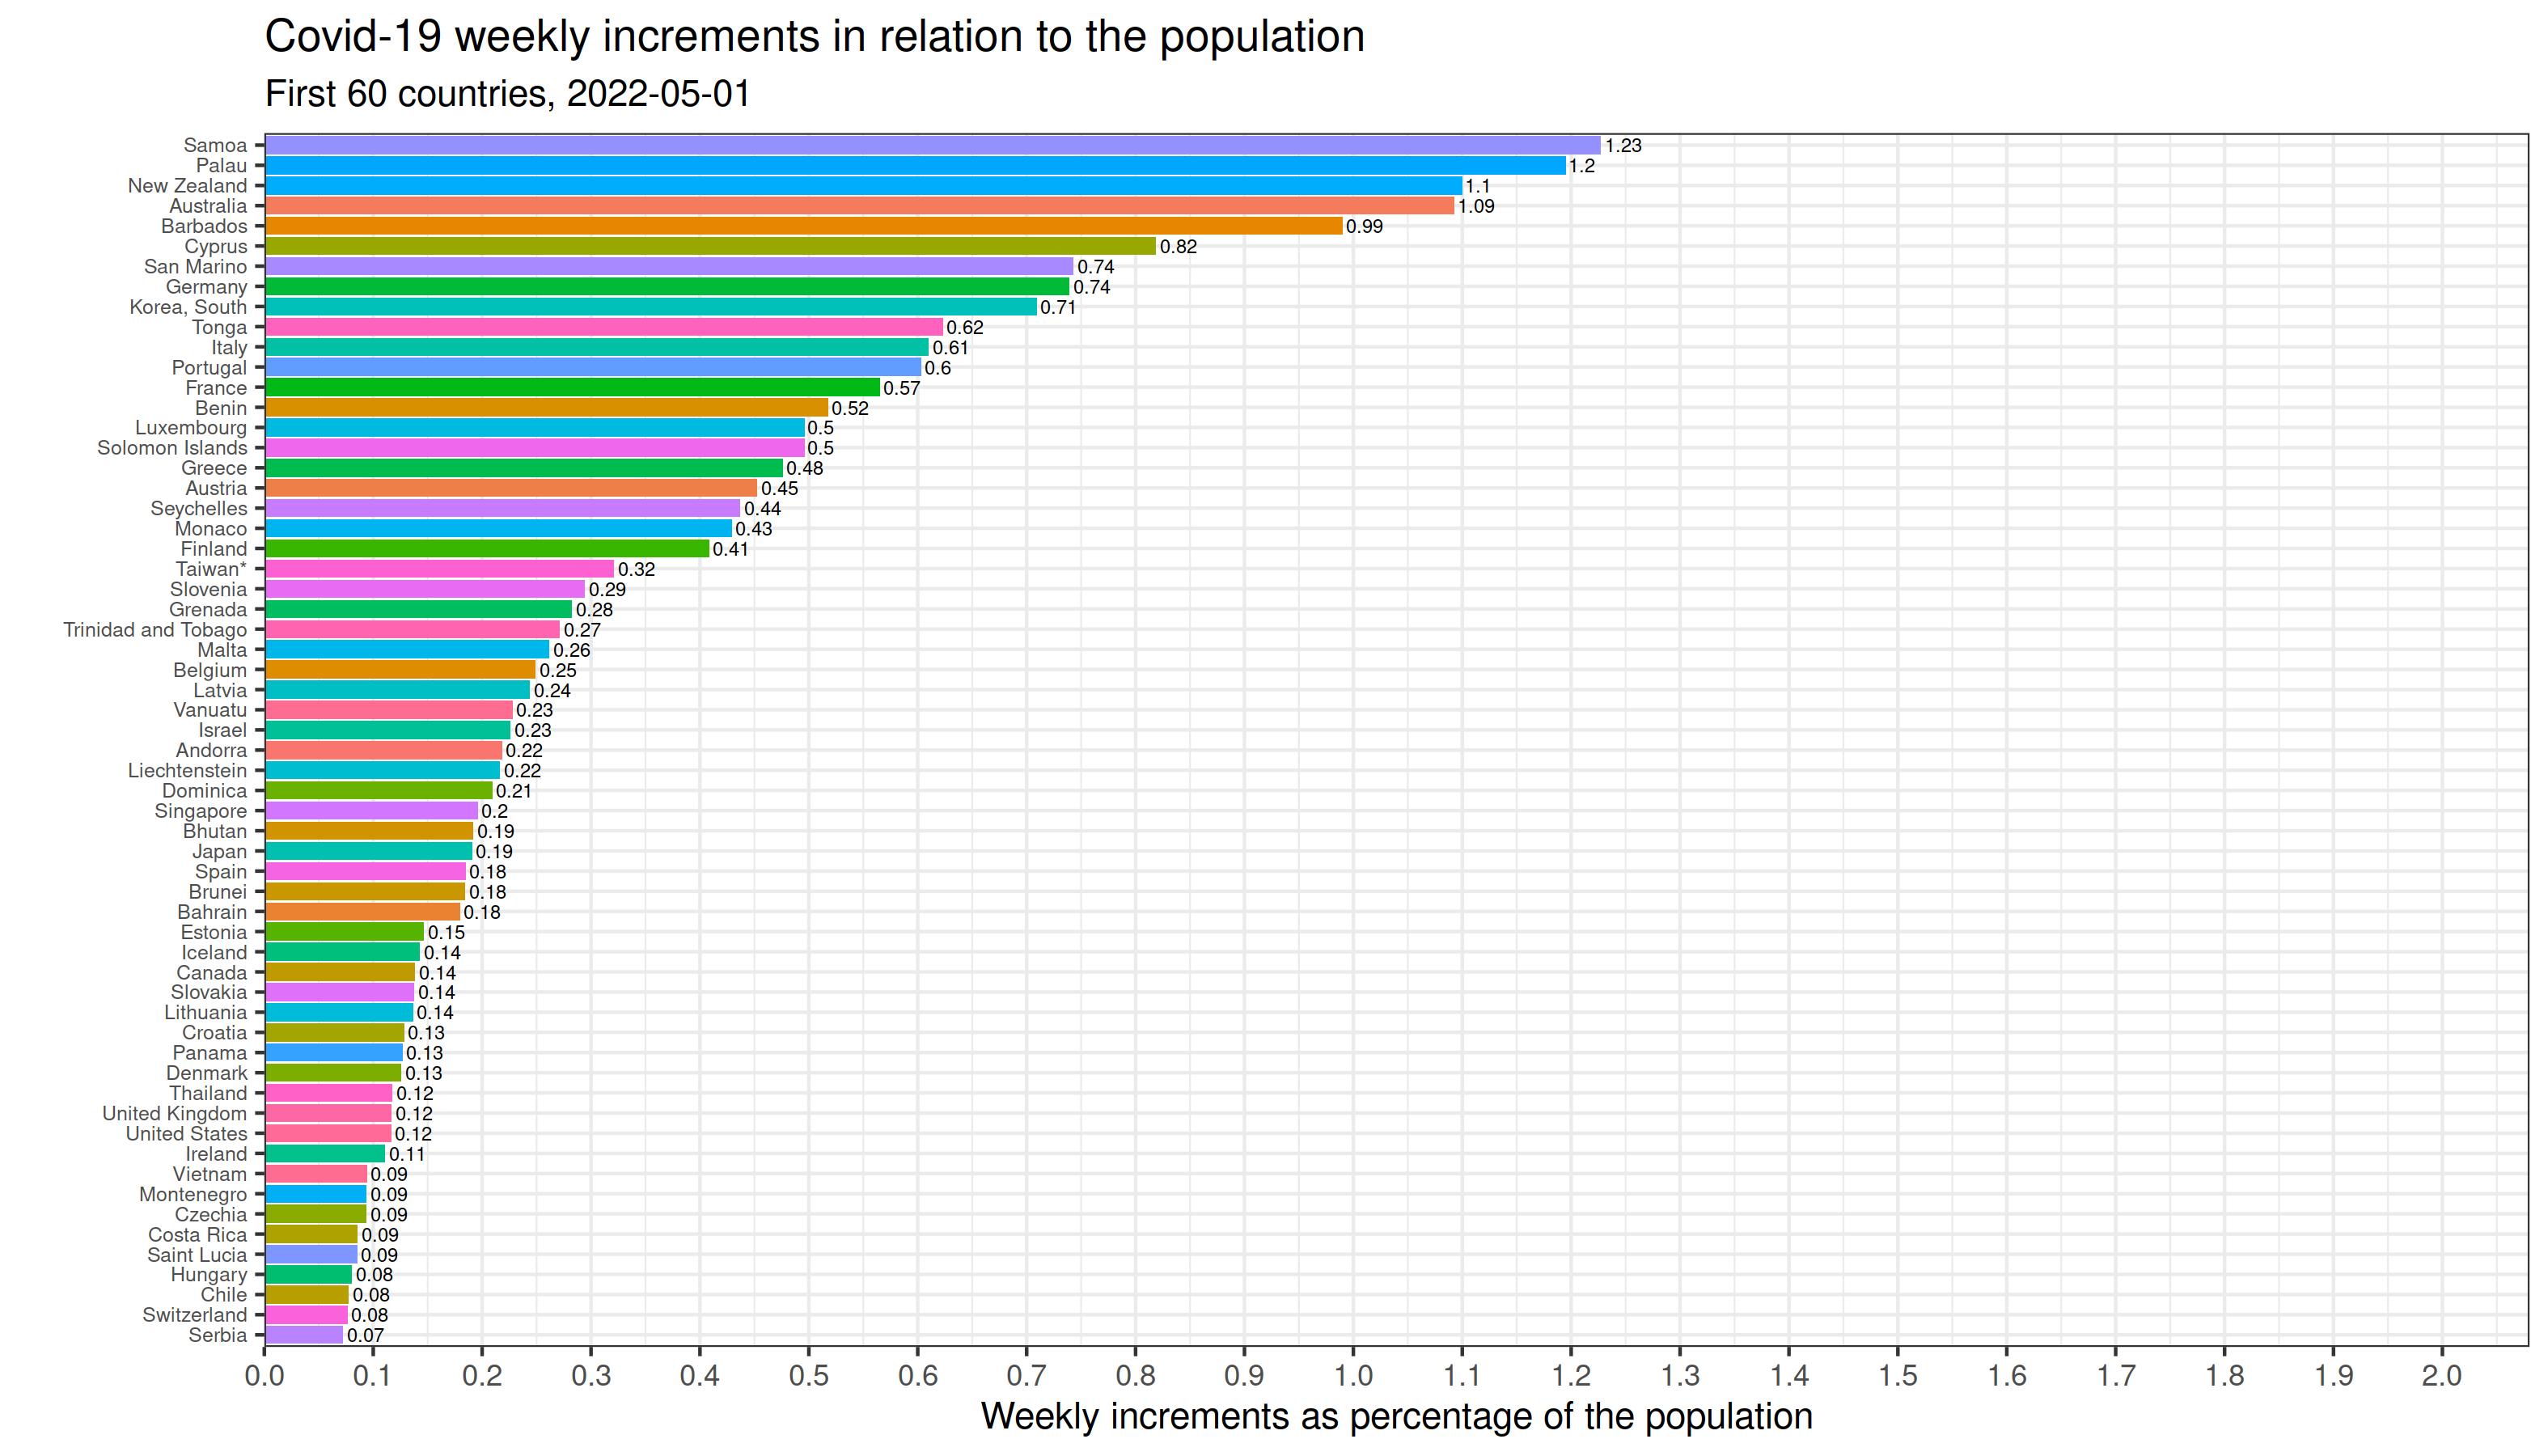 Covid-19 weekly increments in relation to the population
First 60 countries, 2022-05-01
Samoa 1.23
Palau 1.2
New Zealand 1.1
Australia 1.09
Barbados 0.99
Cyprus 0.82
San Marino 0.74
Germany 0.74
Korea, South 0.71
Tonga 0.62
Italy 0.61
Portugal 0.6
France 0.57
Benin 0.52
Luxembourg 0.5
Solomon Islands 0.5
Greece 0.48
Austria 0.45
Seychelles 0.44
Monaco 0.43
Finland 0.41
Taiwan* 0.32
Slovenia 0.29
Grenada 0.28
Trinidad and Tobago 0.27
Malta 0.26
Belgium 0.25
Latvia 0.24
Vanuatu 0.23
Israel 0.23
Andorra 0.22
Liechtenstein 0.22
Dominica 0.21
Singapore 0.2
Bhutan 0.19
Japan 0.19
Spain 0.18
Brunei 0.18
Bahrain 0.18
Estonia 0.15
Iceland 0.14
Canada 0.14
Slovakia 0.14
Lithuania 0.14
Croatia 0.13
Panama 0.13
Denmark 0.13
Thailand 0.12
United Kingdom 0.12
United States 0.12
Ireland 0.11
Vietnam 0.09
Montenegro 0.09
Czechia 0.09
Costa Rica 0.09
Saint Lucia 0.09
Hungary 0.08
Chile 0.08
Switzerland 0.08
Serbia 0.07
0.0 0.1 0.2 0.3 0.4 0.5 0.6 0.7 0.8 0.9 1.0 1.1 1.2 1.3 1.4 1.5 1.6 1.7 1.8 1.9 2.0
Weekly increments as percentage of the population